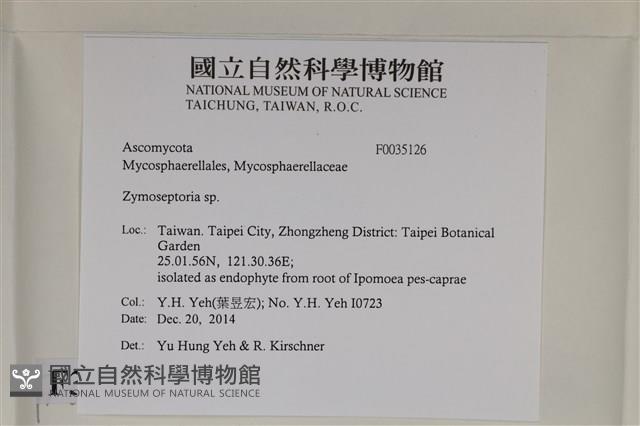 國立自然科學博物館
NATIONAL MUSEUM OF NATURAL SCIENCE
TAICHUNG, TAIWAN, R.O.C.
Ascomycota F0035126
Mycosphaerellales, Mycosphaerellaceae
Zymoseptoria sp.
Loc.: Taiwan. Taipei City, Zhongzheng District: Taipei Botanical
Garden
25.01.56N, 121.30.36E;
isolated as endophyte from root of Ipomoea pes-caprae
Col.: Y.H. Yeh(葉昱宏); No. Y.H. Yeh I0723
Date: Dec. 20, 2014
Det.: Yu Hung Yeh & R. Kirschner
國立自然科學博物館
NATIONAL MUSEUM OF NATURAL SCIENCE